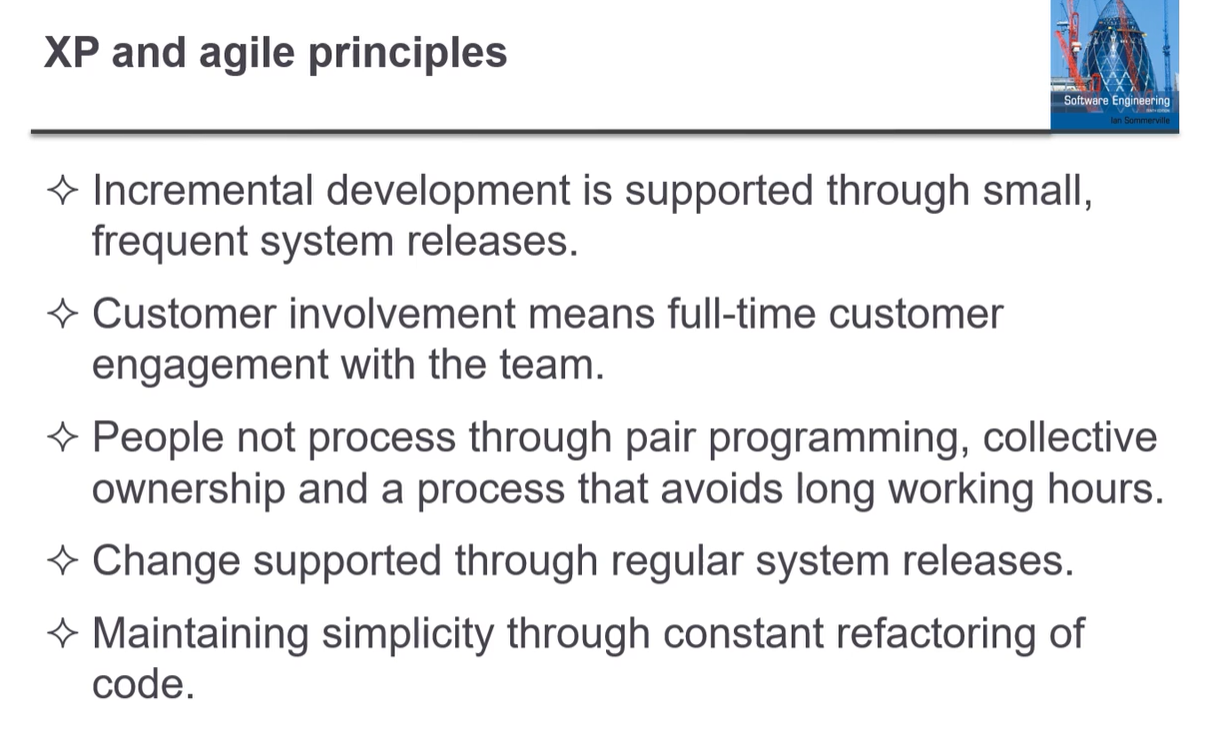 XP and agile principles
Software Engineering
Ian Sommerville
✧ Incremental development is supported through small,
frequent system releases.
✧ Customer involvement means full-time customer
engagement with the team.
✧ People not process through pair programming, collective
ownership and a process that avoids long working hours.
✧ Change supported through regular system releases.
✧ Maintaining simplicity through constant refactoring of
code.